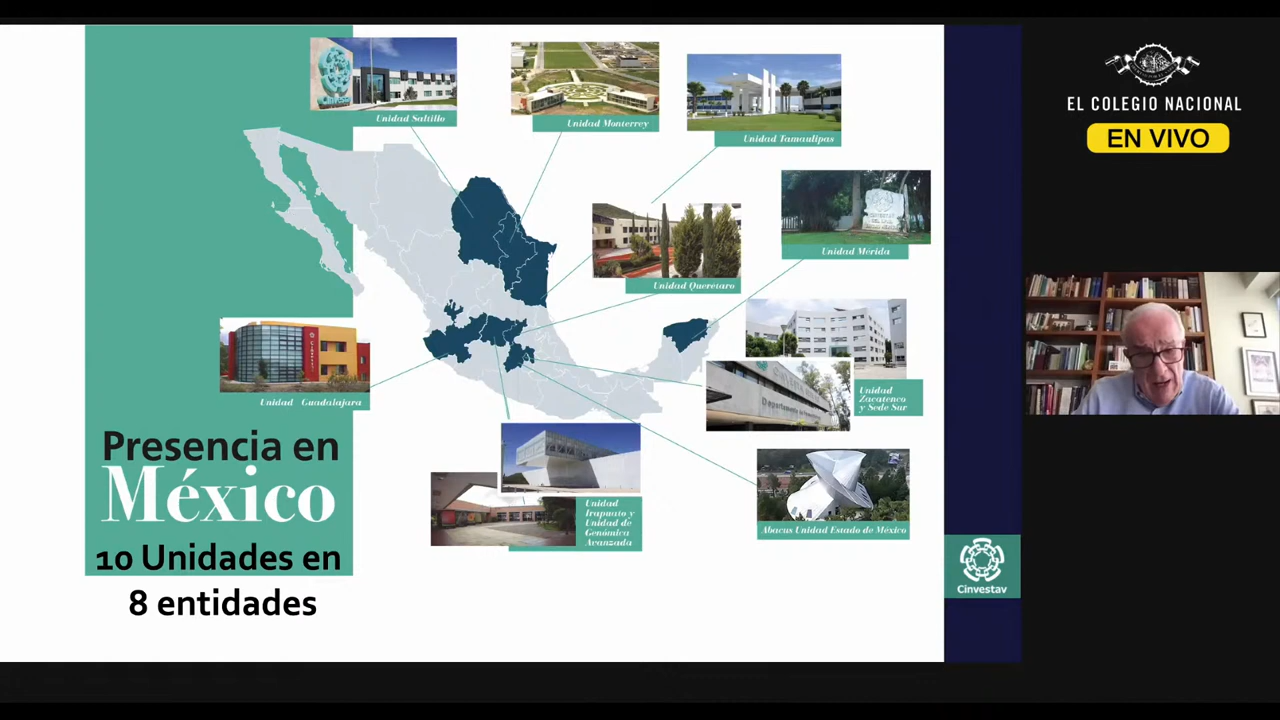 Unidad Saltillo
Unidad Monterrey
Unidad Tamaulipas
Unidad Mérida
Unidad Queretaro
Unidad
Zacatenco
y Sede Sur
Unidad Guadalajara
Unidad
Irapuato y
Unidad de
Genómica
Avanzada
Abacus Unidad Estado de México
Presencia en
México
10 Unidades en
8 entidades
Cinvestav
EL COLEGIO NACIONAL
EN VIVO